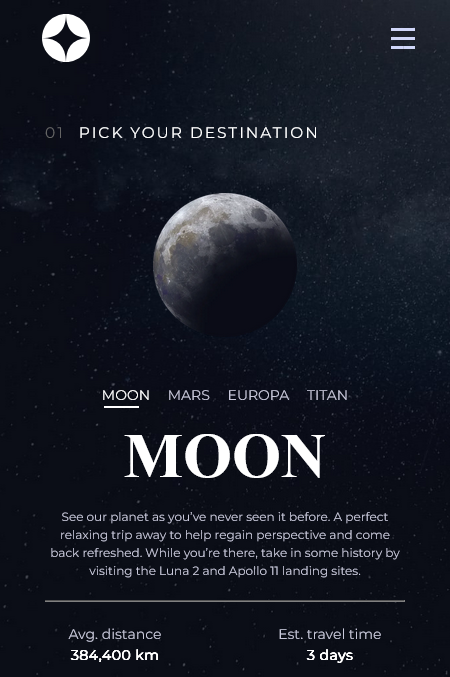 01 PICK YOUR DESTINATION
MOON MARS EUROPA TITAN
MOON
See our planet as you’ve never seen it before. A perfect
relaxing trip away to help regain perspective and come
back refreshed. While you’re there, take in some history by
visiting the Luna 2 and Apollo 11 landing sites.
Avg. distance
384,400 km
Est. travel time
3 days